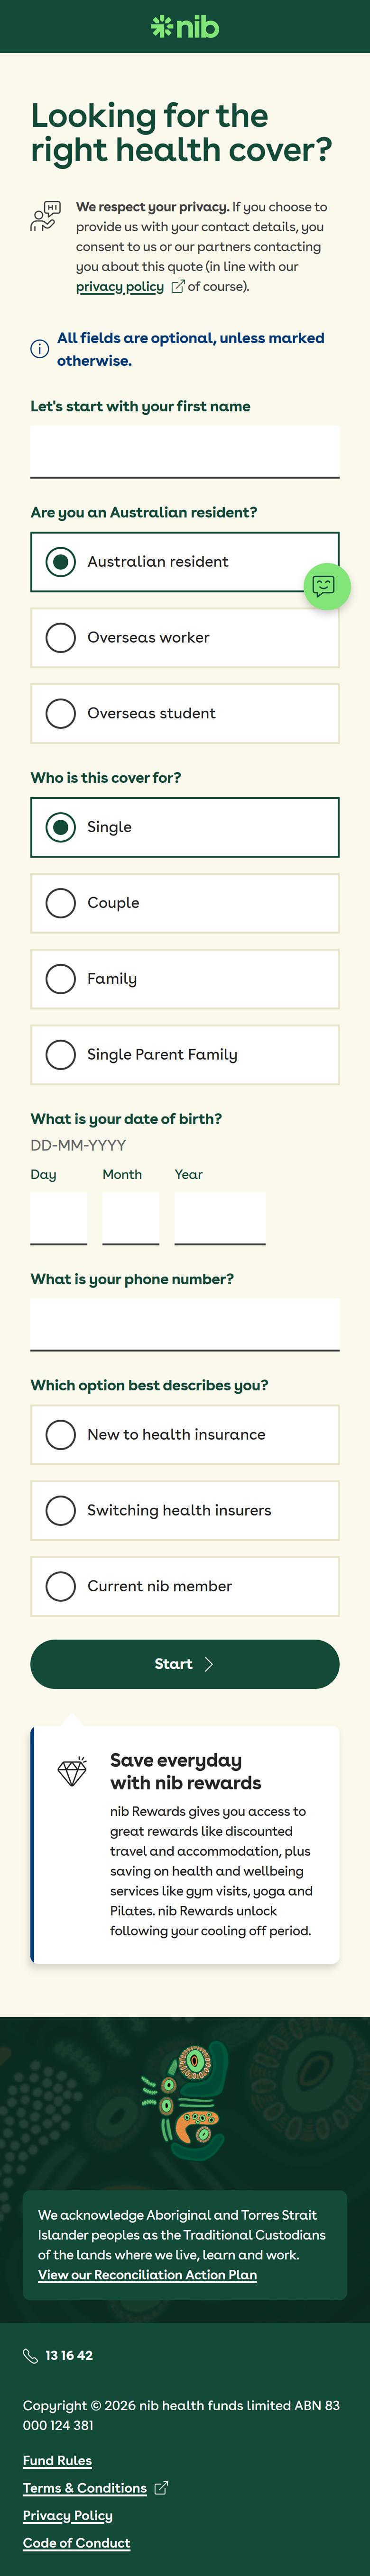 nib
Looking for the
right health cover?
HI
We respect your privacy. If you choose to
provide us with your contact details, you
consent to us or our partners contacting
you about this quote (in line with our
privacy policy of course).
All fields are optional, unless marked
otherwise.
Let's start with your first name
Are you an Australian resident?
Australian resident
Overseas worker
Overseas student
Who is this cover for?
Single
Couple
Family
Single Parent Family
What is your date of birth?
DD-MM-YYYY
Day Month Year
What is your phone number?
Which option best describes you?
New to health insurance
Switching health insurers
Current nib member
Start
Save everyday
with nib rewards
nib Rewards gives you access to
great rewards like discounted
travel and accommodation, plus
saving on health and wellbeing
services like gym visits, yoga and
Pilates. nib Rewards unlock
following your cooling off period.
We acknowledge Aboriginal and Torres Strait
Islander peoples as the Traditional Custodians
of the lands where we live, learn and work.
View our Reconciliation Action Plan
13 16 42
Copyright © 2026 nib health funds limited ABN 83
000 124 381
Fund Rules
Terms & Conditions
Privacy Policy
Code of Conduct